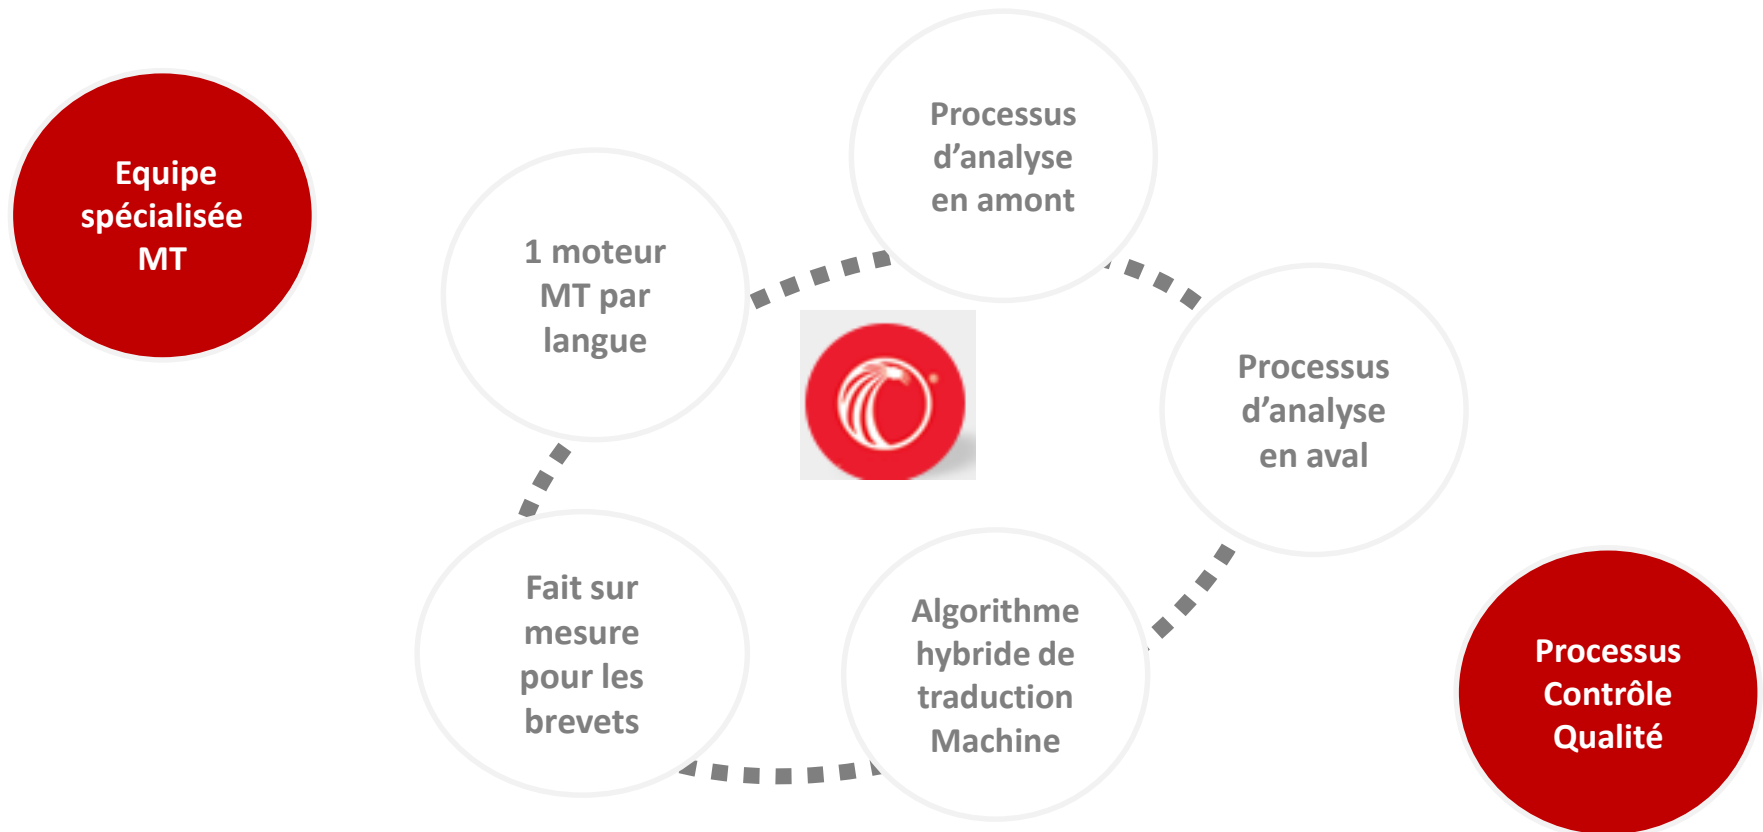 Equipe
spécialisée
MT
1 moteur
MT par
langue
Processus
d’analyse
en amont
Processus
d’analyse
en aval
Fait sur
mesure
pour les
brevets
Algorithme
hybride de
traduction
Machine
Processus
Contrôle
Qualité